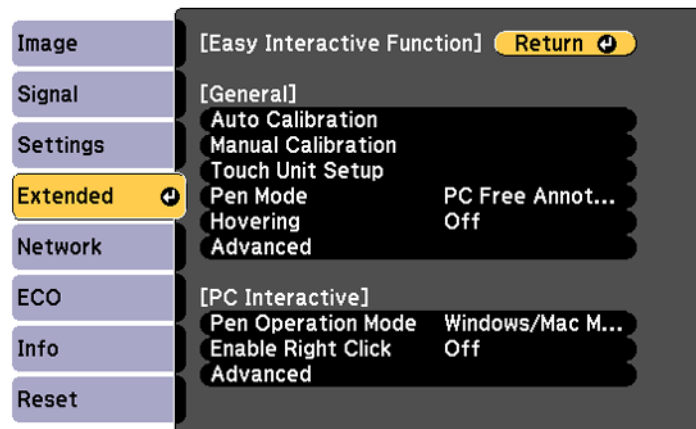 Image
Signal
Settings
Extended
Network
ECO
Info
Reset
[Easy Interactive Function] Return
[General]
Auto Calibration
Manual Calibration
Touch Unit Setup
Pen Mode PC Free Annot...
Hovering Off
Advanced
[PC Interactive]
Pen Operation Mode Windows/Mac M...
Enable Right Click Off
Advanced